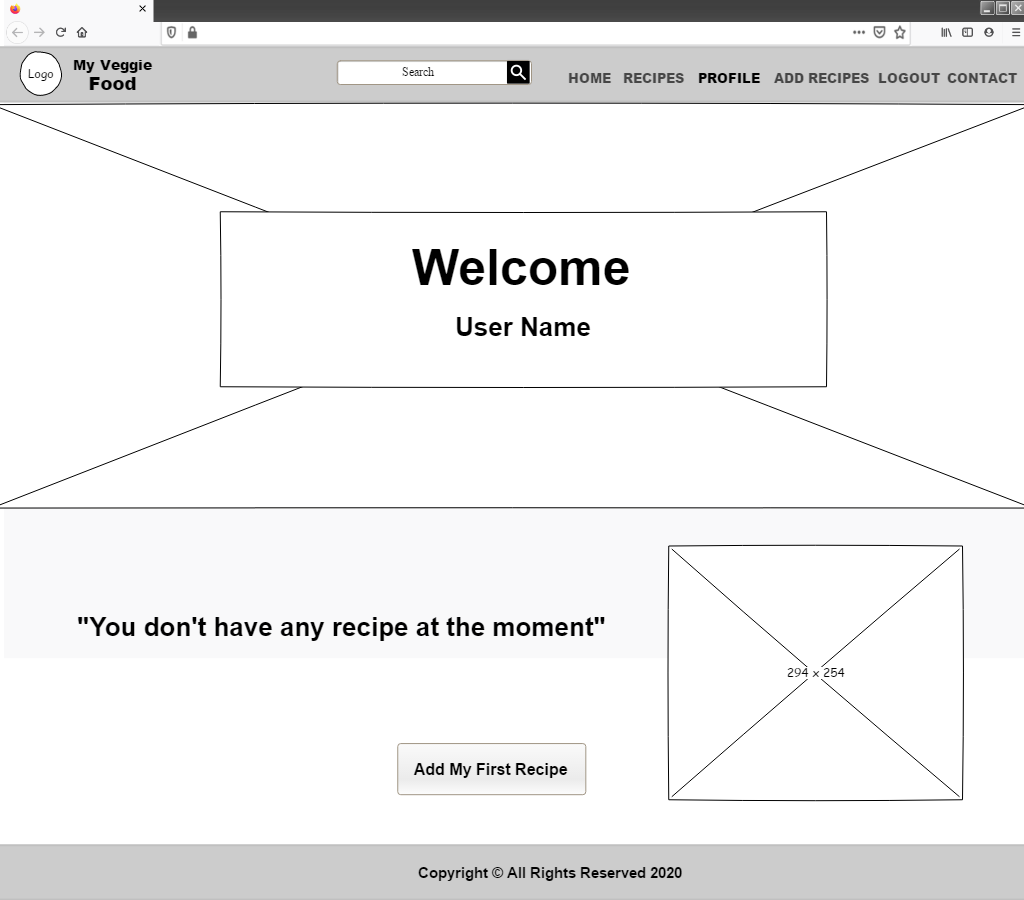 Logo
My Veggie
Food
Search
HOME RECIPES PROFILE ADD RECIPES LOGOUT CONTACT
Welcome
User Name
"You don't have any recipe at the moment"
294 x 254
Add My First Recipe
Copyright © All Rights Reserved 2020